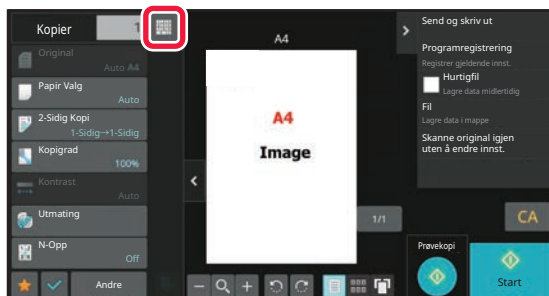 Kopier
1
Original
Auto A4
Papir Valg
Auto
2-Sidig Kopi
1-Sidig→1-Sidig
Kopigrad
100%
Kontrast
Auto
Utmating
N-Opp
Off
Andre
A4
A4
Image
1/1
Send og skriv ut
Programregistrering
Registrer gjeldende innst.
Hurtigfil
Lagre data midlertidig
Fil
Lagre data i mappe
Skanne original igjen
uten å endre innst.
CA
Prøvekopi
Start